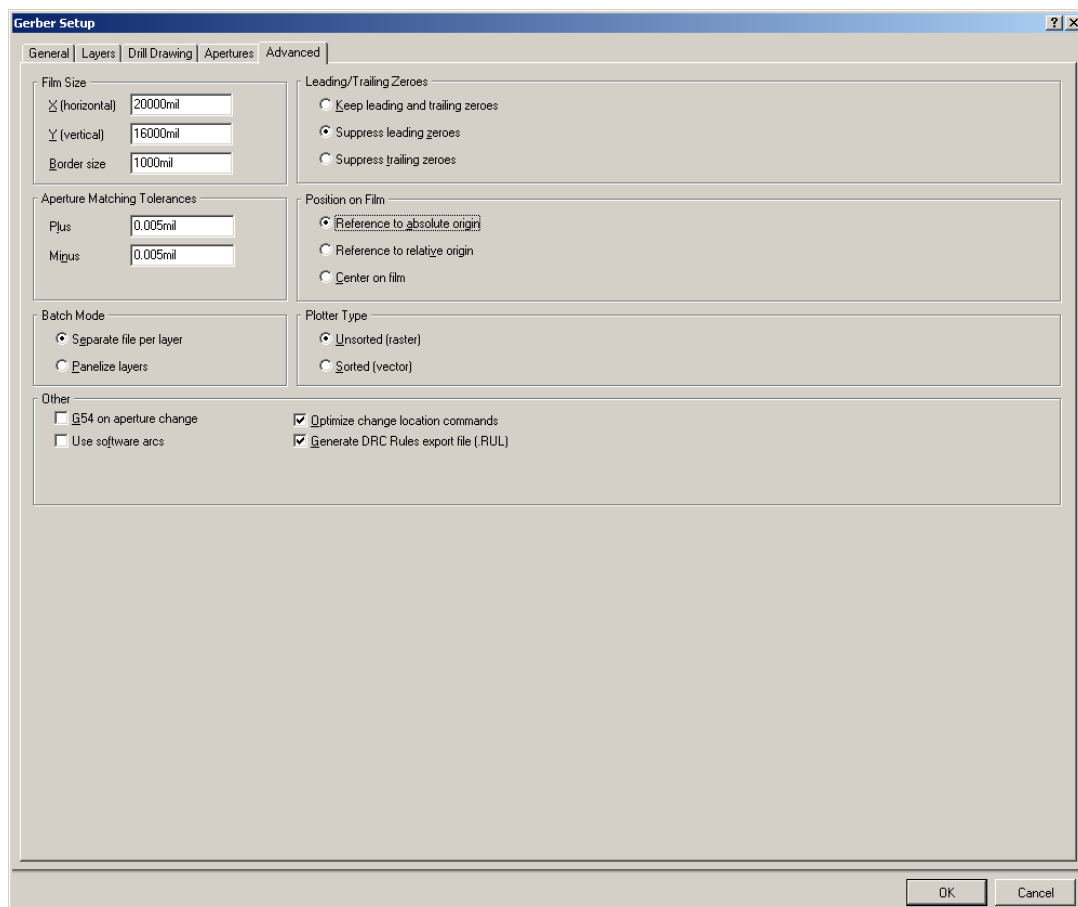 Gerber Setup
General Layers Drill Drawing Apertures Advanced
Film Size
X (horizontal) 20000mil
Y (vertical) 16000mil
Border size 1000mil
Leading/Trailing Zeroes
Keep leading and trailing zeroes
Suppress leading zeroes
Suppress trailing zeroes
Aperture Matching Tolerances
Plus 0.005mil
Minus 0.005mil
Position on Film
Reference to absolute origin
Reference to relative origin
Center on film
Batch Mode
Separate file per layer
Panelize layers
Plotter Type
Unsorted (raster)
Sorted (vector)
Other
G54 on aperture change
Use software arcs
Optimize change location commands
Generate DRC Rules export file (.RUL)
OK Cancel